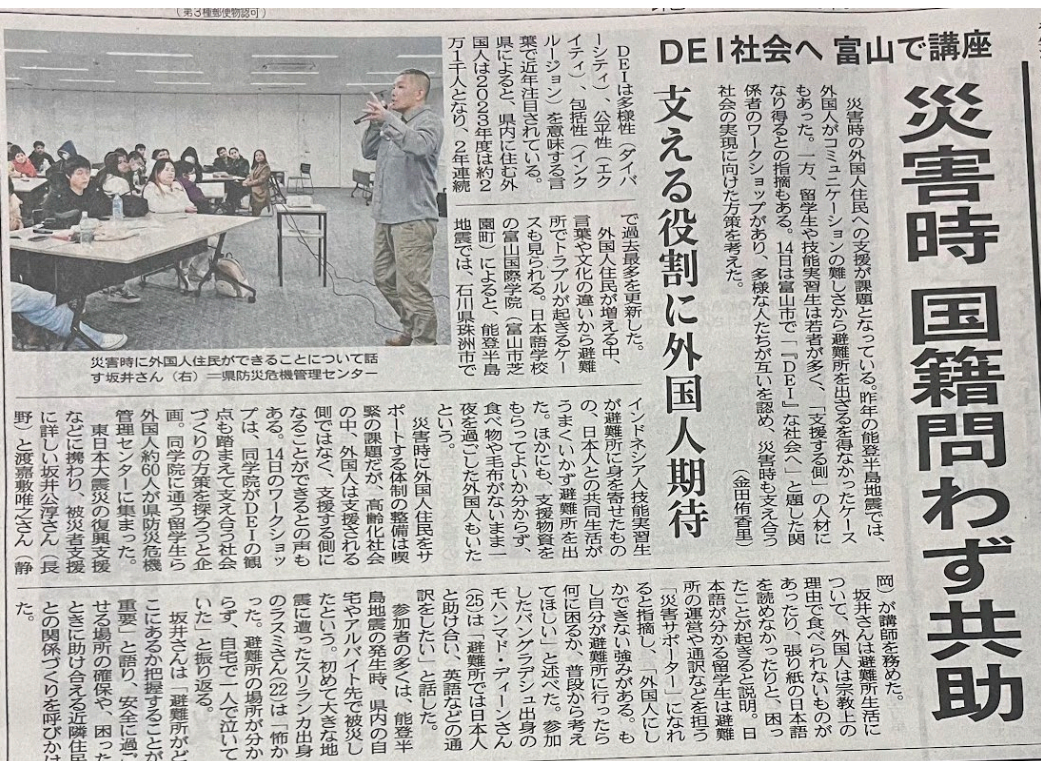 （第3種郵便物認可）
DEI社会へ 富山で講座
災害時 国籍問わず共助
支える役割に外国人期待
災害時の外国人住民への支援が課題となっている。昨年の能登半島地震では、
外国人がコミュニケーションの難しさから避難所を出ざるを得なかったケース
もあった。一方、留学生や技能実習生は若者が多く、「支援する側」の人材に
なり得るとの指摘もある。14日は富山市で「『DEI』な社会へ」と題した関
係者のワークショップがあり、多様な人たちが互いを認め、災害時も支え合う
社会の実現に向けた方策を考えた。
（金田侑香里）
DEIは多様性（ダイバ
ーシティ）、公平性（エク
イティ）、包括性（インク
ルージョン）を意味する言
葉で近年注目されている。
県によると、県内に住む外
国人は2023年度は約2
万1千人となり、2年連続
で過去最多を更新した。
外国人住民が増える中、
言葉や文化の違いから避難
所でトラブルが起きるケー
スも見られる。日本語学校
の富山国際学院（富山市芝
園町）によると、能登半島
地震では、石川県珠洲市で
災害時に外国人住民ができることについて話
す坂井さん（右）＝県防災危機管理センター
インドネシア人技能実習生
が避難所に身を寄せたもの
の、日本人との共同生活が
うまくいかず避難所を出
た。ほかにも、支援物資を
もらってよいか分からず、
食べ物や毛布がないまま一
夜を過ごした外国人もいた
という。
災害時に外国人住民をサ
ポートする体制の整備は喫
緊の課題だが、高齢化社会
の中、外国人は支援される
側ではなく、支援する側に
なることができるとの声も
ある。14日のワークショッ
プは、同学院がDEIの観
点も踏まえて支え合う社会
づくりの方策を探ろうと企
画。同学院に通う留学生ら
外国人約60人が県防災危機
管理センターに集まった。
東日本大震災の復興支援
などに携わり、被災者支援
に詳しい坂井公淳さん（長
野）と渡嘉敷唯之さん（静
岡）が講師を務めた。
坂井さんは避難所生活に
ついて、外国人は宗教上の
理由で食べられないものが
あったり、張り紙の日本語
を読めなかったりと、困っ
たことが起きると説明。日
本語が分かる留学生は避難
所の運営や通訳などを担う
「災害サポーター」になれ
ると指摘し、「外国人にし
かできない強みがある。も
し自分が避難所に行ったら
何に困るか、普段から考え
てほしい」と述べた。参加
したバングラデシュ出身の
モハンマド・ディーンさん
（25）は「避難所では日本人
と助け合い、英語などの通
訳をしたい」と話した。
参加者の多くは、能登半
島地震の発生時、県内の自
宅やアルバイト先で被災し
たという。初めて大きな地
震に遭ったスリランカ出身
のラスミさん（22）は「怖か
った。避難所の場所が分か
らず、自宅で一人で泣いて
いた」と振り返る。
坂井さんは「避難所がど
こにあるか把握することが
重要」と語り、安全に過ご
せる場所の確保や、困った
ときに助け合える近隣住民
との関係づくりを呼びかけ
た。